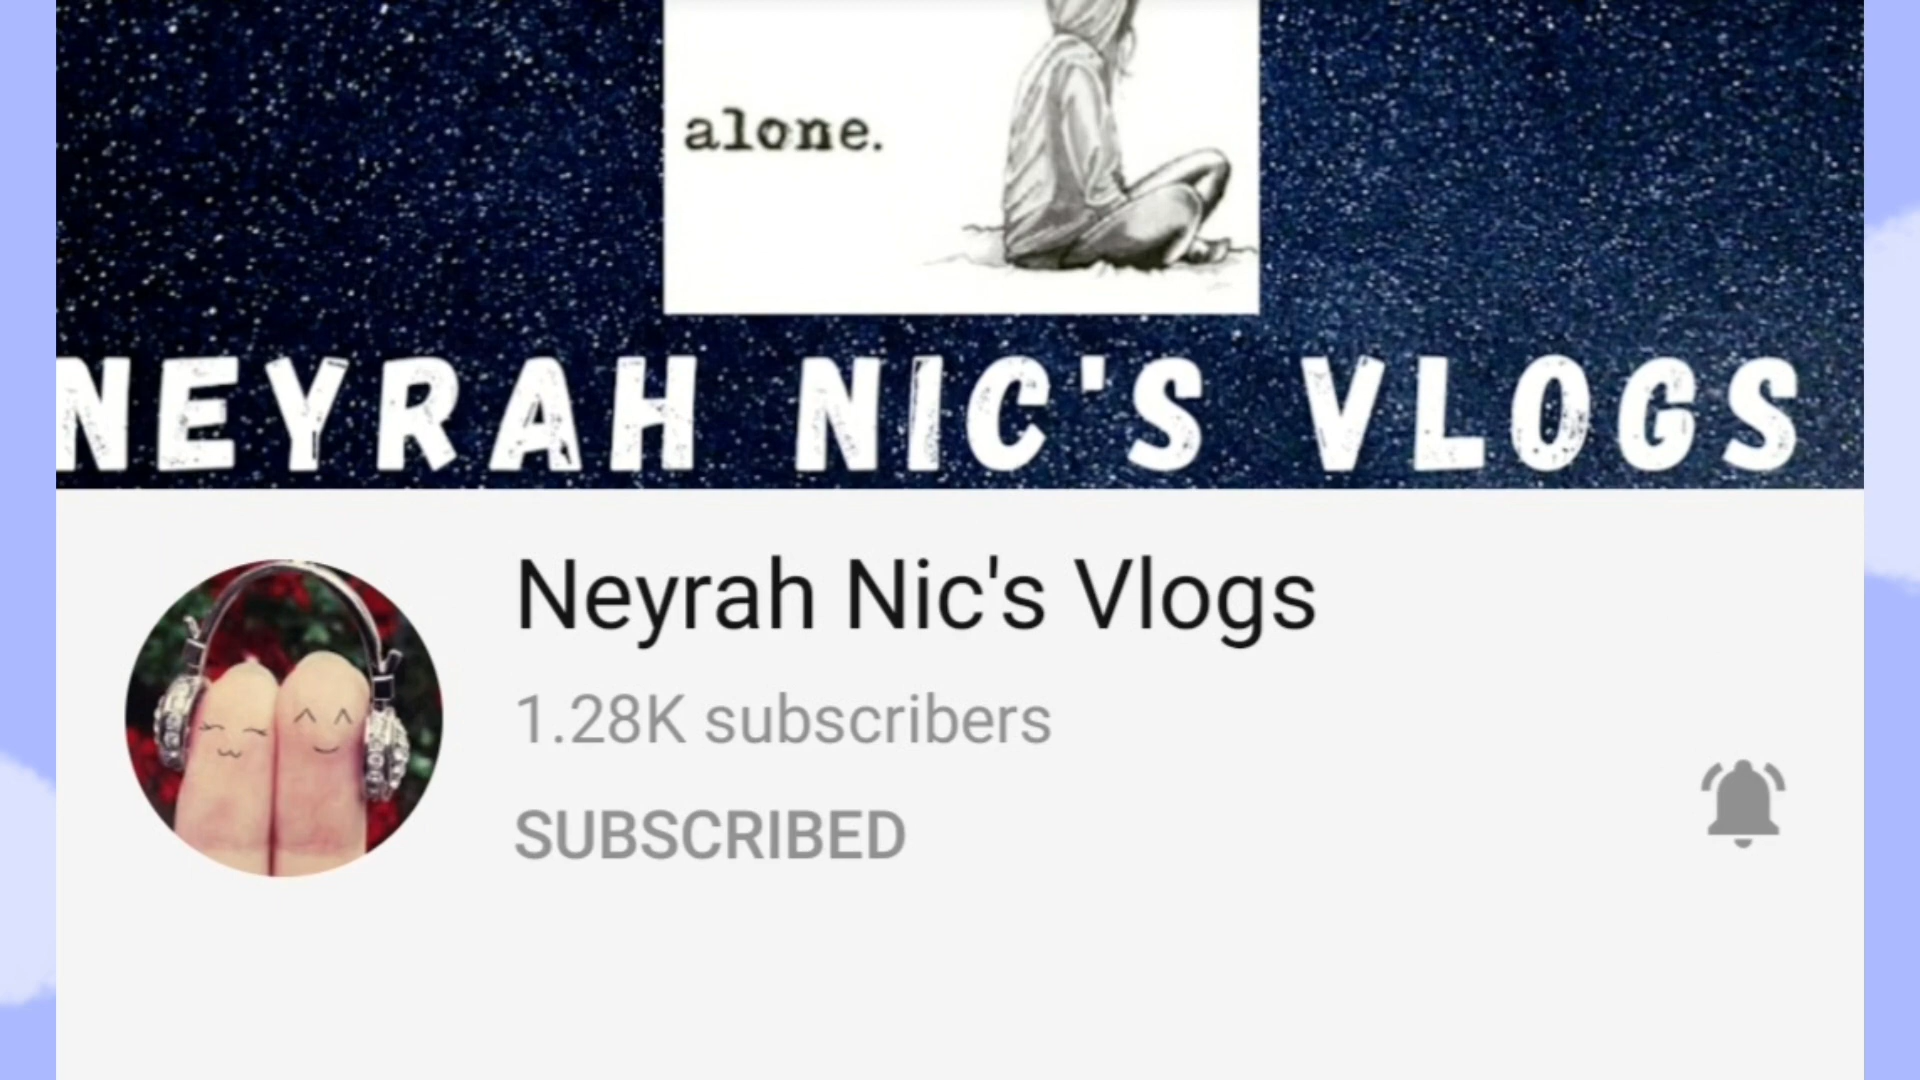 alone.
NEYRAH NIC'S VLOGS
Neyrah Nic's Vlogs
1.28K subscribers
SUBSCRIBED